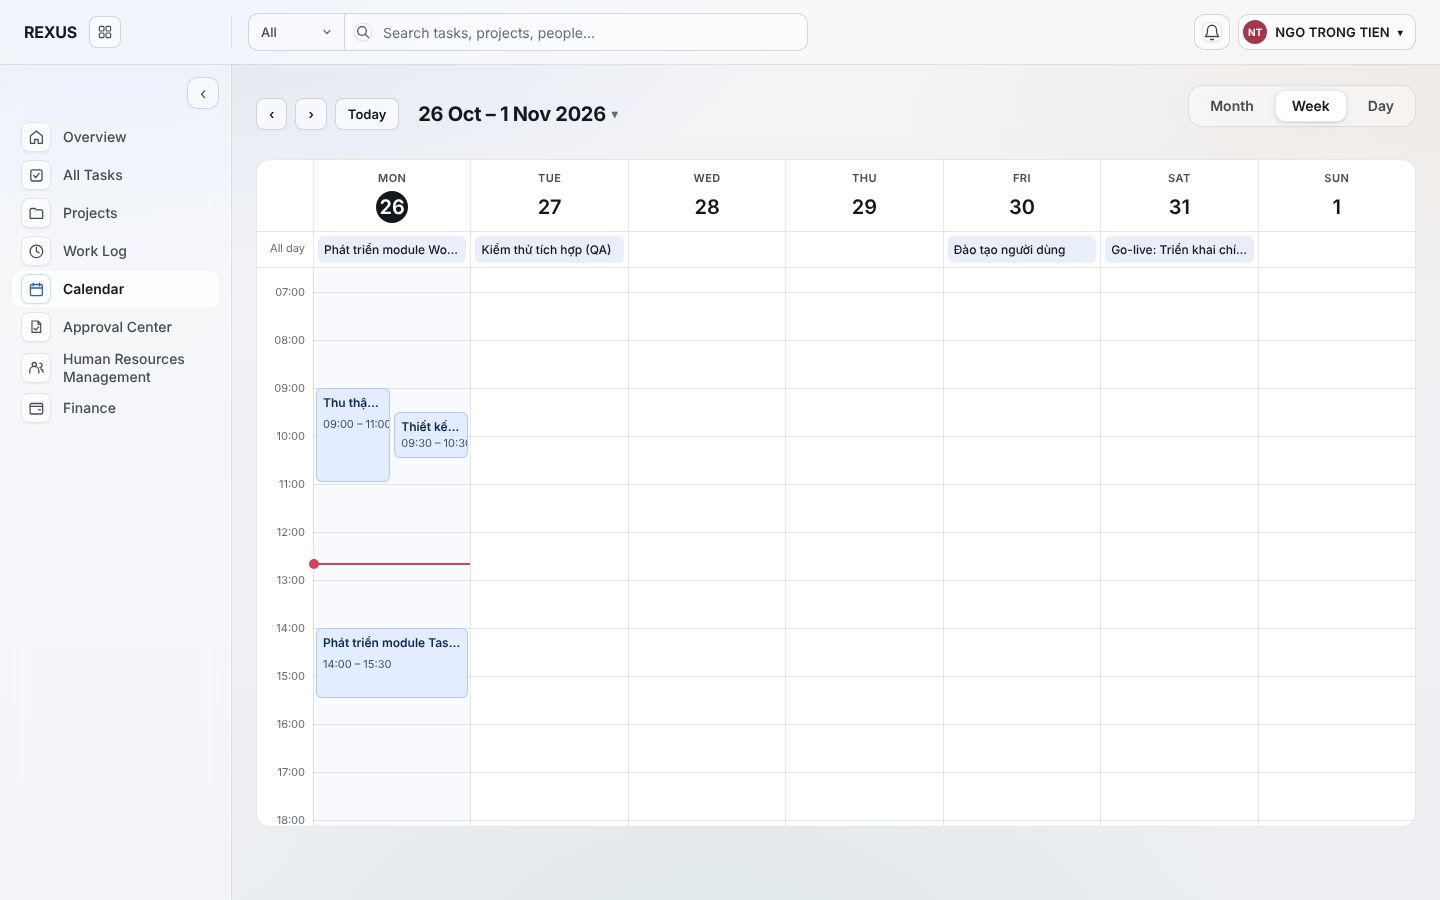 REXUS
All
Search tasks, projects, people...
NT
NGO TRONG TIEN
Overview
All Tasks
Projects
Work Log
Calendar
Approval Center
Human Resources
Management
Finance
Today
26 Oct – 1 Nov 2026
Month
Week
Day
MON
TUE
WED
THU
FRI
SAT
SUN
26
27
28
29
30
31
1
All day
Phát triển module Wo...
Kiểm thử tích hợp (QA)
Đào tạo người dùng
Go-live: Triển khai chí...
07:00
08:00
09:00
Thu thậ...
09:00 – 11:00
Thiết kế...
09:30 – 10:30
10:00
11:00
12:00
13:00
14:00
Phát triển module Tas...
14:00 – 15:30
15:00
16:00
17:00
18:00